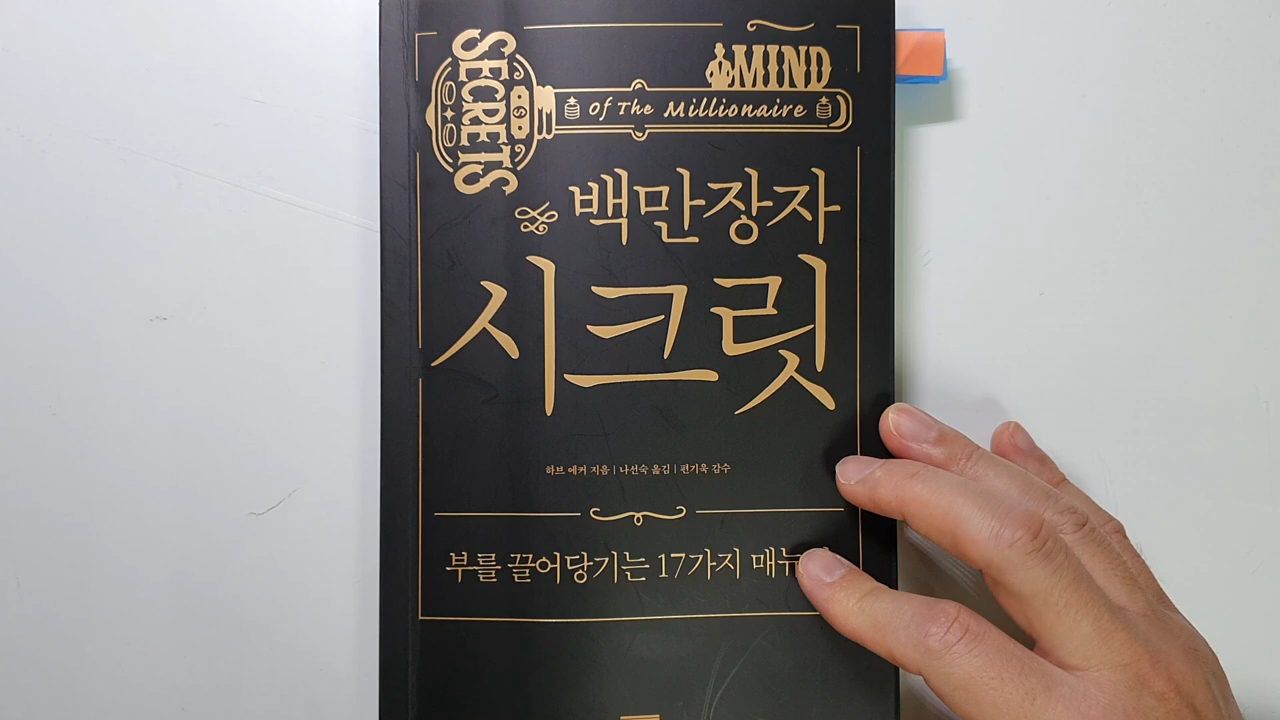 SECRETS
MIND
Of The Millionaire
백만장자
시크릿
하브 에커 지음 | 나선숙 옮김 | 편기욱 감수
부를 끌어당기는 17가지